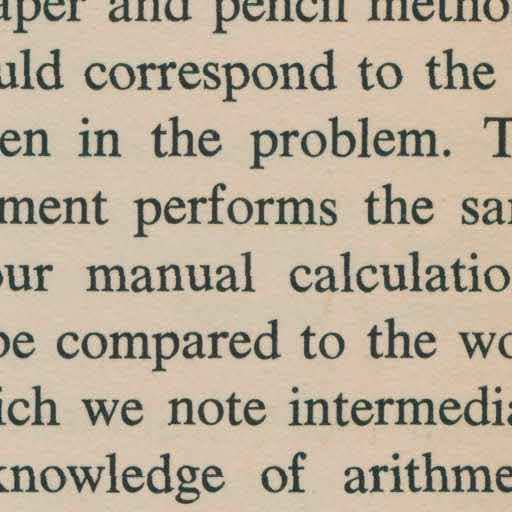 aper and pencil metho
uld correspond to the
en in the problem. T
ment performs the sa
our manual calculatio
be compared to the wo
ich we note intermedia
knowledge of arithme